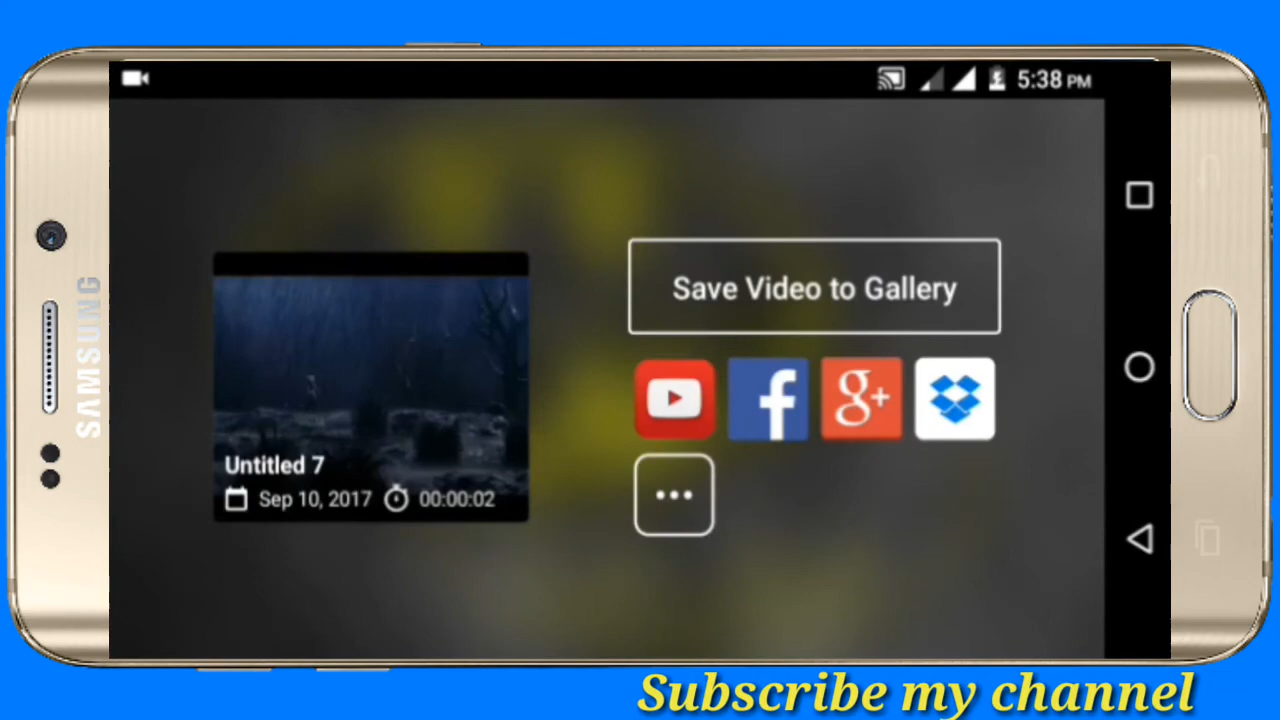 5:38 PM
SAMSUNG
Save Video to Gallery
g+
Untitled 7
Sep 10, 2017 00:00:02
Subscribe my channel